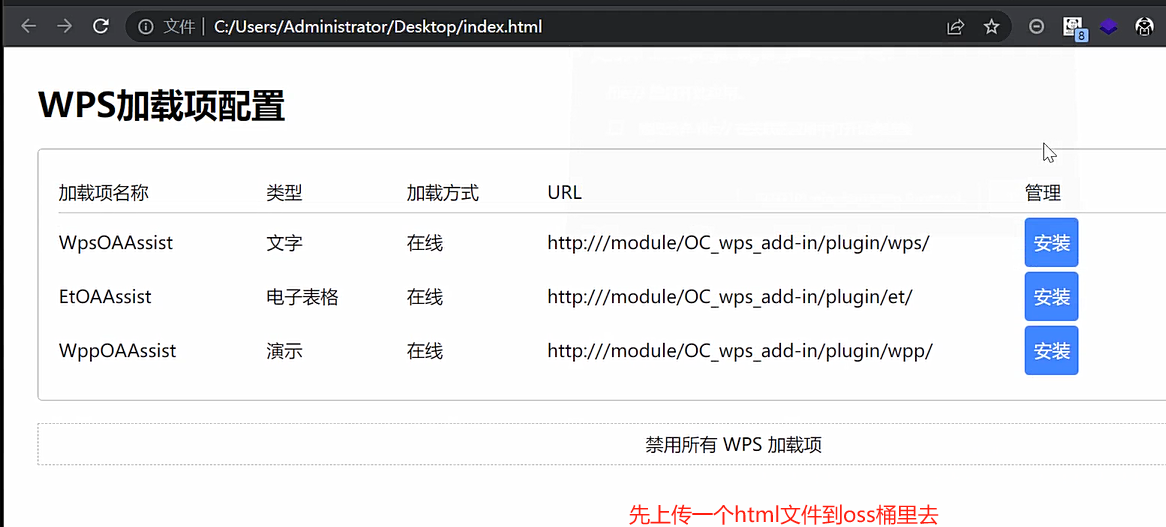 文件 | C:/Users/Administrator/Desktop/index.html
8
WPS加载项配置
加载项名称 类型 加载方式 URL 管理
WpsOAAssist 文字 在线 http:///module/OC_wps_add-in/plugin/wps/ 安装
EtOAAssist 电子表格 在线 http:///module/OC_wps_add-in/plugin/et/ 安装
WppOAAssist 演示 在线 http:///module/OC_wps_add-in/plugin/wpp/ 安装
禁用所有 WPS 加载项
先上传一个html文件到oss桶里去